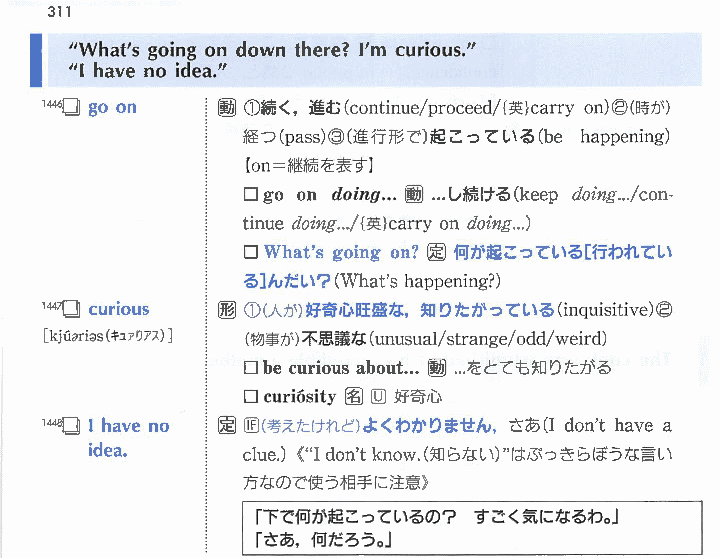 311
"What's going on down there? I'm curious."
"I have no idea."
1446 go on
動 ①続く，進む(continue/proceed/{英}carry on)②(時が)
経つ(pass)③(進行形で)起こっている(be happening)
【on=継続を表す】
□ go on doing... 動 ...し続ける(keep doing.../con-
tinue doing.../{英}carry on doing...)
□ What's going on? 定 何が起こっている[行われてい
る]んだい？(What's happening?)
1447 curious
[kjúəriəs(キュアリアス)]
形 ①(人が)好奇心旺盛な，知りたがっている(inquisitive)②
(物事が)不思議な(unusual/strange/odd/weird)
□ be curious about... 動 ...をとても知りたがる
□ curiósity 名 U 好奇心
1448 I have no
idea.
定 IF(考えたけれど)よくわかりません，さあ(I don't have a
clue.)《"I don't know.(知らない)"はぶっきらぼうな言い
方なので使う相手に注意》
「下で何が起こっているの？ すごく気になるわ。」
「さあ，何だろう。」